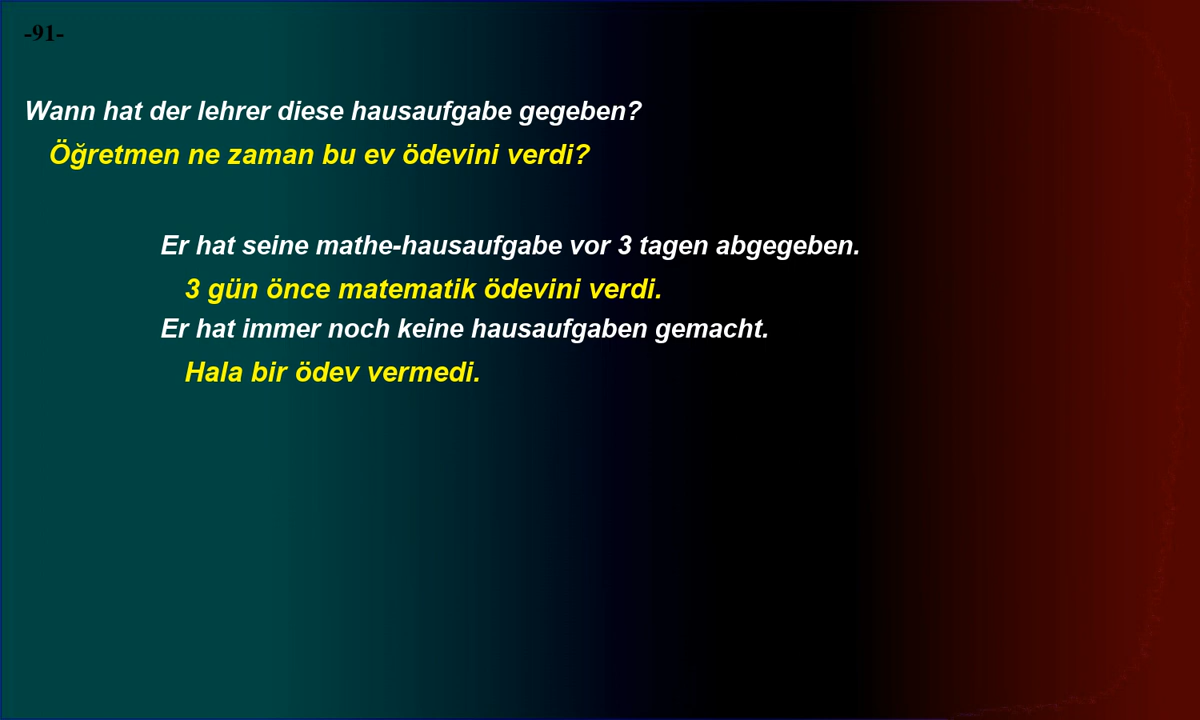 -91-
Wann hat der lehrer diese hausaufgabe gegeben?
Öğretmen ne zaman bu ev ödevini verdi?
Er hat seine mathe-hausaufgabe vor 3 tagen abgegeben.
3 gün önce matematik ödevini verdi.
Er hat immer noch keine hausaufgaben gemacht.
Hala bir ödev vermedi.